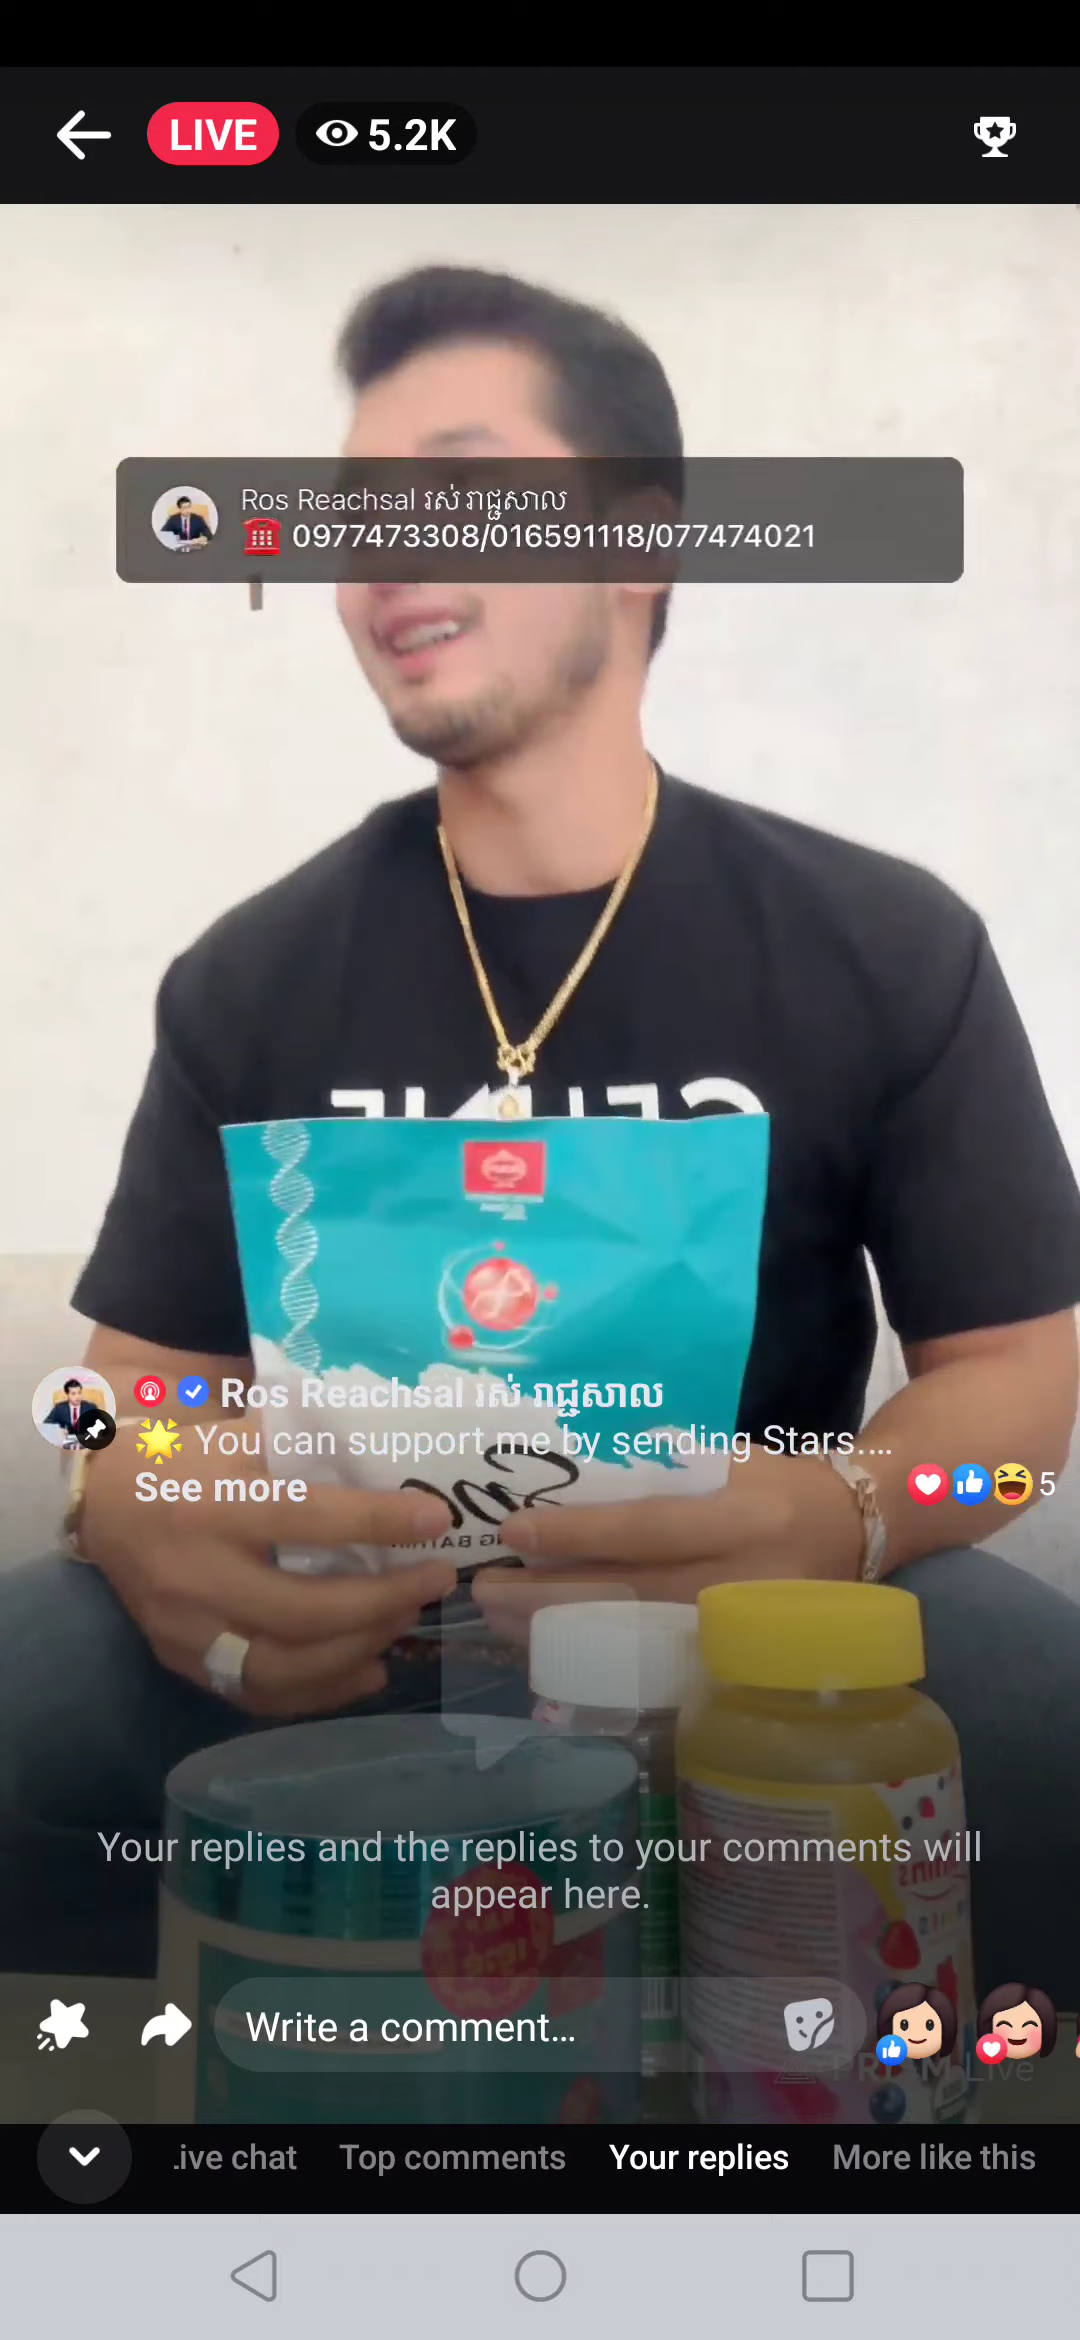 LIVE
5.2K
Ros Reachsal រស់ រាជ្ជសាល
0977473308/016591118/077474021
Ros Reachsal រស់ រាជ្ជសាល
You can support me by sending Stars....
See more
5
Your replies and the replies to your comments will
appear here.
Write a comment...
PRISM Live
.ive chat
Top comments
Your replies
More like this